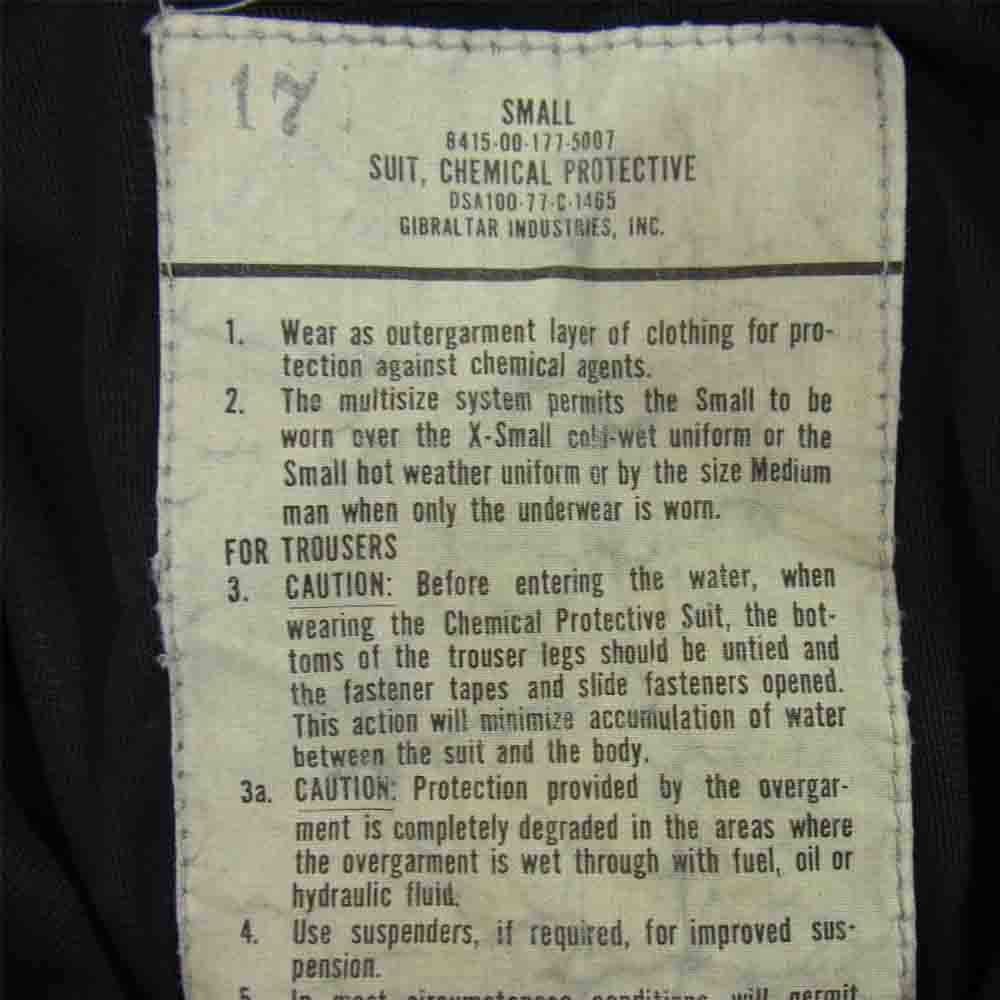 17
SMALL
8415-00-177-5007
SUIT, CHEMICAL PROTECTIVE
DSA100-77-C-1465
GIBRALTAR INDUSTRIES, INC.
1. Wear as outergarment layer of clothing for pro-
tection against chemical agents.
2. The multisize system permits the Small to be
worn over the X-Small cold-wet uniform or the
Small hot weather uniform or by the size Medium
man when only the underwear is worn.
FOR TROUSERS
3. CAUTION: Before entering the water, when
wearing the Chemical Protective Suit, the bot-
toms of the trouser legs should be untied and
the fastener tapes and slide fasteners opened.
This action will minimize accumulation of water
between the suit and the body.
3a. CAUTION: Protection provided by the overgar-
ment is completely degraded in the areas where
the overgarment is wet through with fuel, oil or
hydraulic fluid.
4. Use suspenders, if required, for improved sus-
pension.
5. In most circumstances conditions will permit